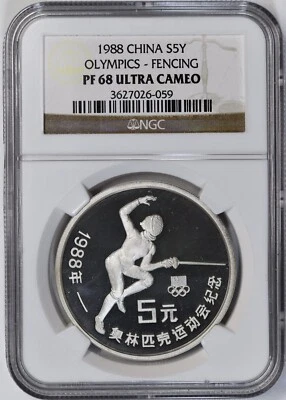 1988 CHINA S5Y
OLYMPICS - FENCING
PF 68 ULTRA CAMEO
3627026-059
NGC
1988年
5元
奥林匹克运动会纪念